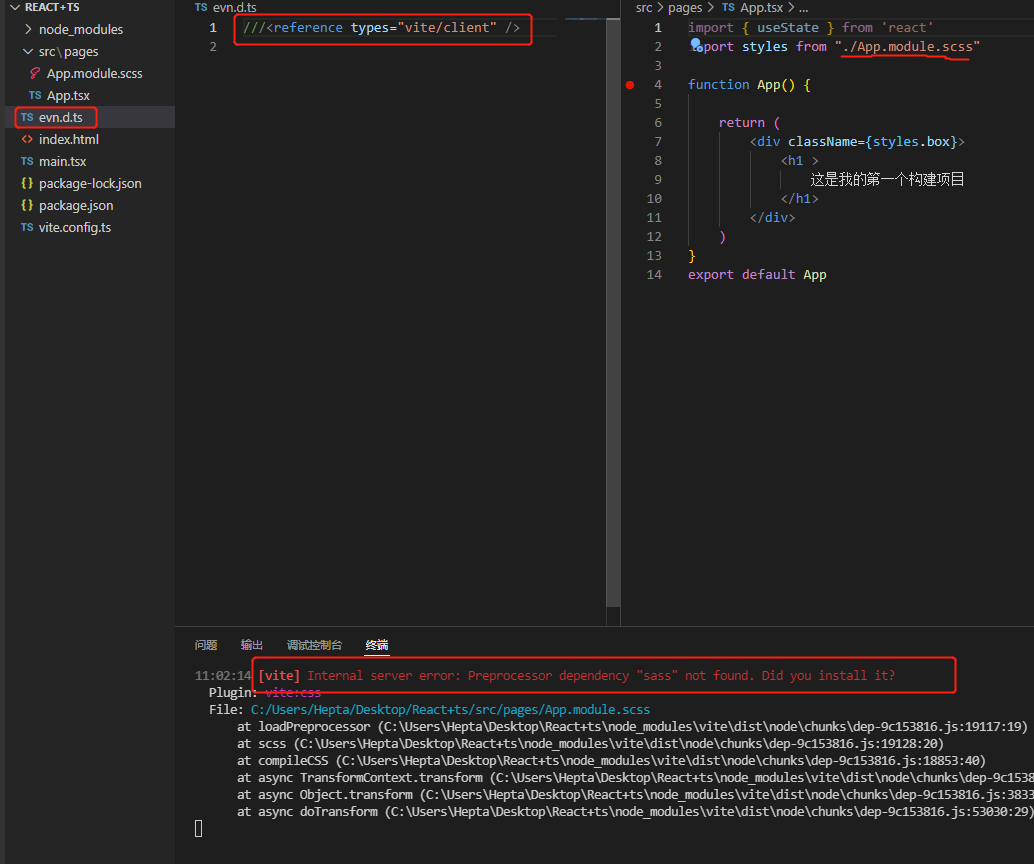 REACT+TS
node_modules
src\pages
App.module.scss
TS App.tsx
TS evn.d.ts
<> index.html
TS main.tsx
{} package-lock.json
{} package.json
TS vite.config.ts
TS evn.d.ts
1 ///<reference types="vite/client" />
2
src > pages > TS App.tsx > ...
1 import { useState } from 'react'
2 import styles from "./App.module.scss"
3
4 function App() {
5
6 return (
7 <div className={styles.box}>
8 <h1 >
9 这是我的第一个构建项目
10 </h1>
11 </div>
12 )
13 }
14 export default App
问题 输出 调试控制台 终端
11:02:14 [vite] Internal server error: Preprocessor dependency "sass" not found. Did you install it?
Plugin: vite:css
File: C:/Users/Hepta/Desktop/React+ts/src/pages/App.module.scss
at loadPreprocessor (C:\Users\Hepta\Desktop\React+ts\node_modules\vite\dist\node\chunks\dep-9c153816.js:19117:19)
at scss (C:\Users\Hepta\Desktop\React+ts\node_modules\vite\dist\node\chunks\dep-9c153816.js:19128:20)
at compileCSS (C:\Users\Hepta\Desktop\React+ts\node_modules\vite\dist\node\chunks\dep-9c153816.js:18853:40)
at async TransformContext.transform (C:\Users\Hepta\Desktop\React+ts\node_modules\vite\dist\node\chunks\dep-9c1538
at async Object.transform (C:\Users\Hepta\Desktop\React+ts\node_modules\vite\dist\node\chunks\dep-9c153816.js:3833
at async doTransform (C:\Users\Hepta\Desktop\React+ts\node_modules\vite\dist\node\chunks\dep-9c153816.js:53030:29)